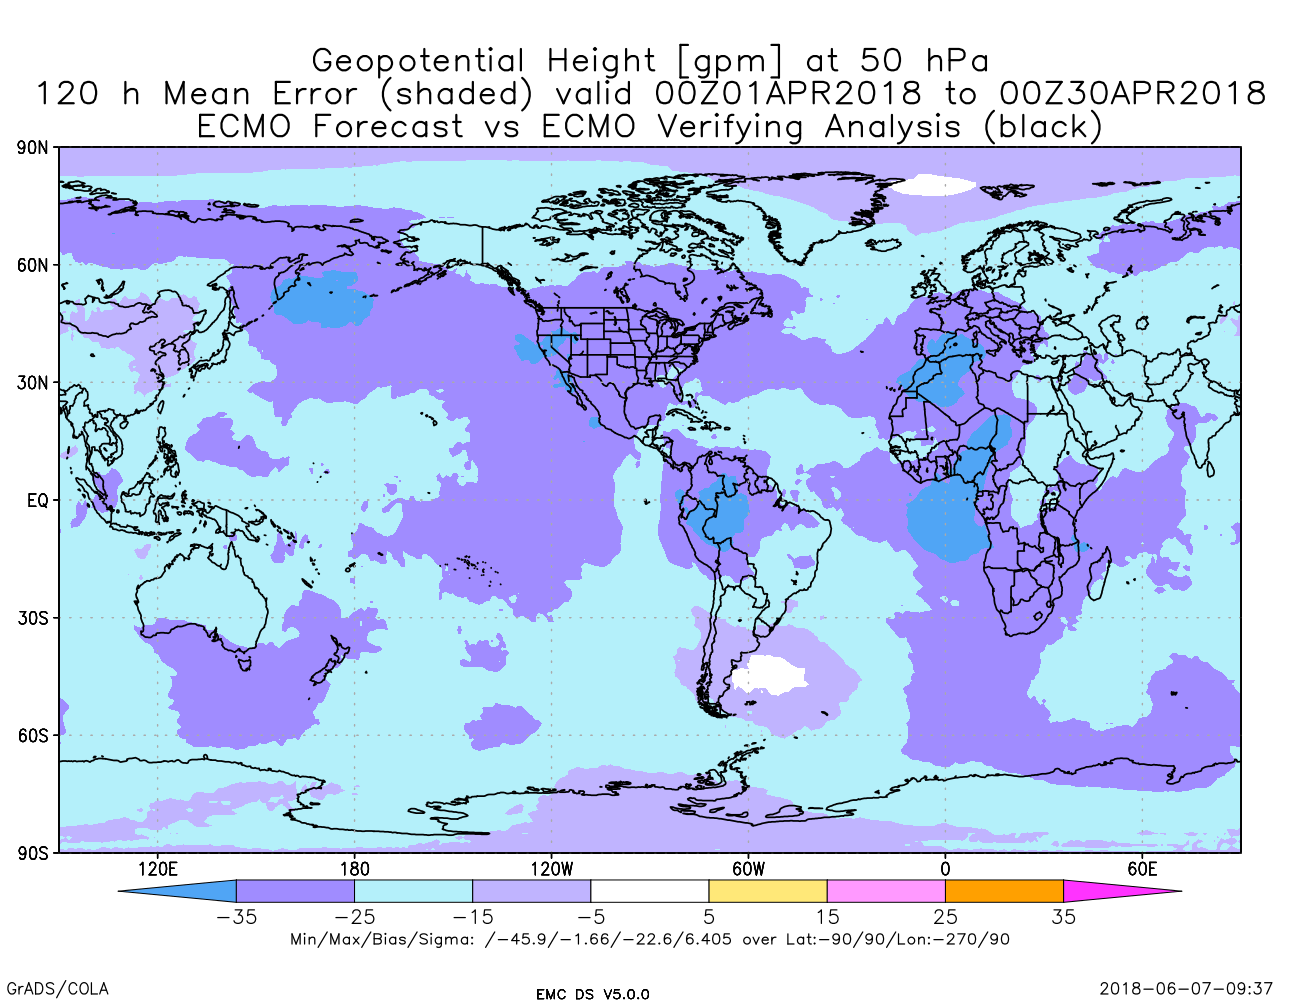 Geopotential Height [gpm] at 50 hPa
120 h Mean Error (shaded) valid 00Z01APR2018 to 00Z30APR2018
ECMO Forecast vs ECMO Verifying Analysis (black)
90N
60N
30N
EQ
30S
60S
90S
120E 180 120W 60W 0 60E
−35 −25 −15 −5 5 15 25 35
Min/Max/Bias/Sigma: /−45.9/−1.66/−22.6/6.405 over Lat:−90/90/Lon:−270/90
GrADS/COLA EMC DS V5.0.0 2018−06−07−09:37